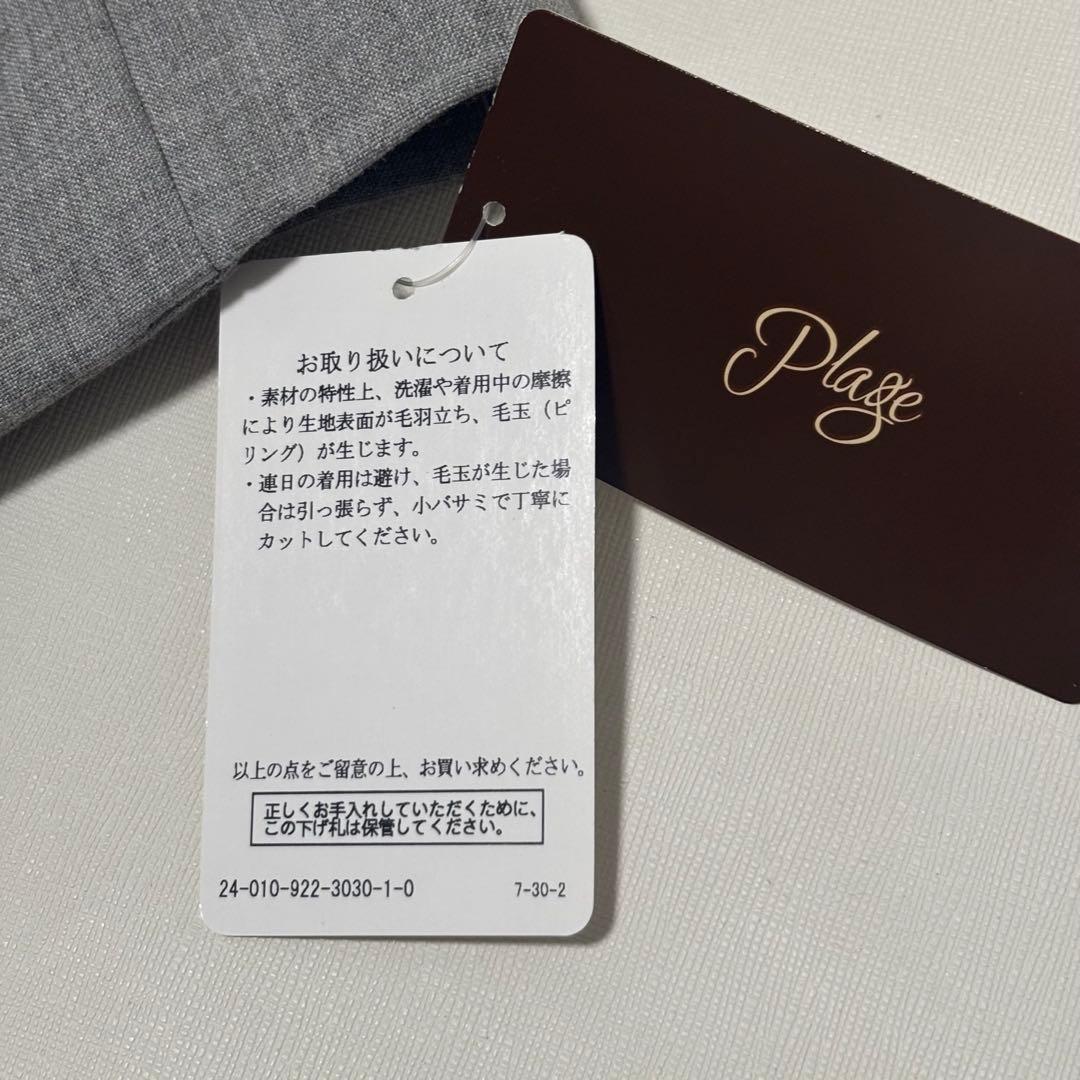 お取り扱いについて
・素材の特性上、洗濯や着用中の摩擦
により生地表面が毛羽立ち、毛玉（ピ
リング）が生じます。
・連日の着用は避け、毛玉が生じた場
合は引っ張らず、小バサミで丁寧に
カットしてください。
以上の点をご留意の上、お買い求めください。
正しくお手入れしていただくために、
この下げ札は保管してください。
24-010-922-3030-1-0 7-30-2
Plage